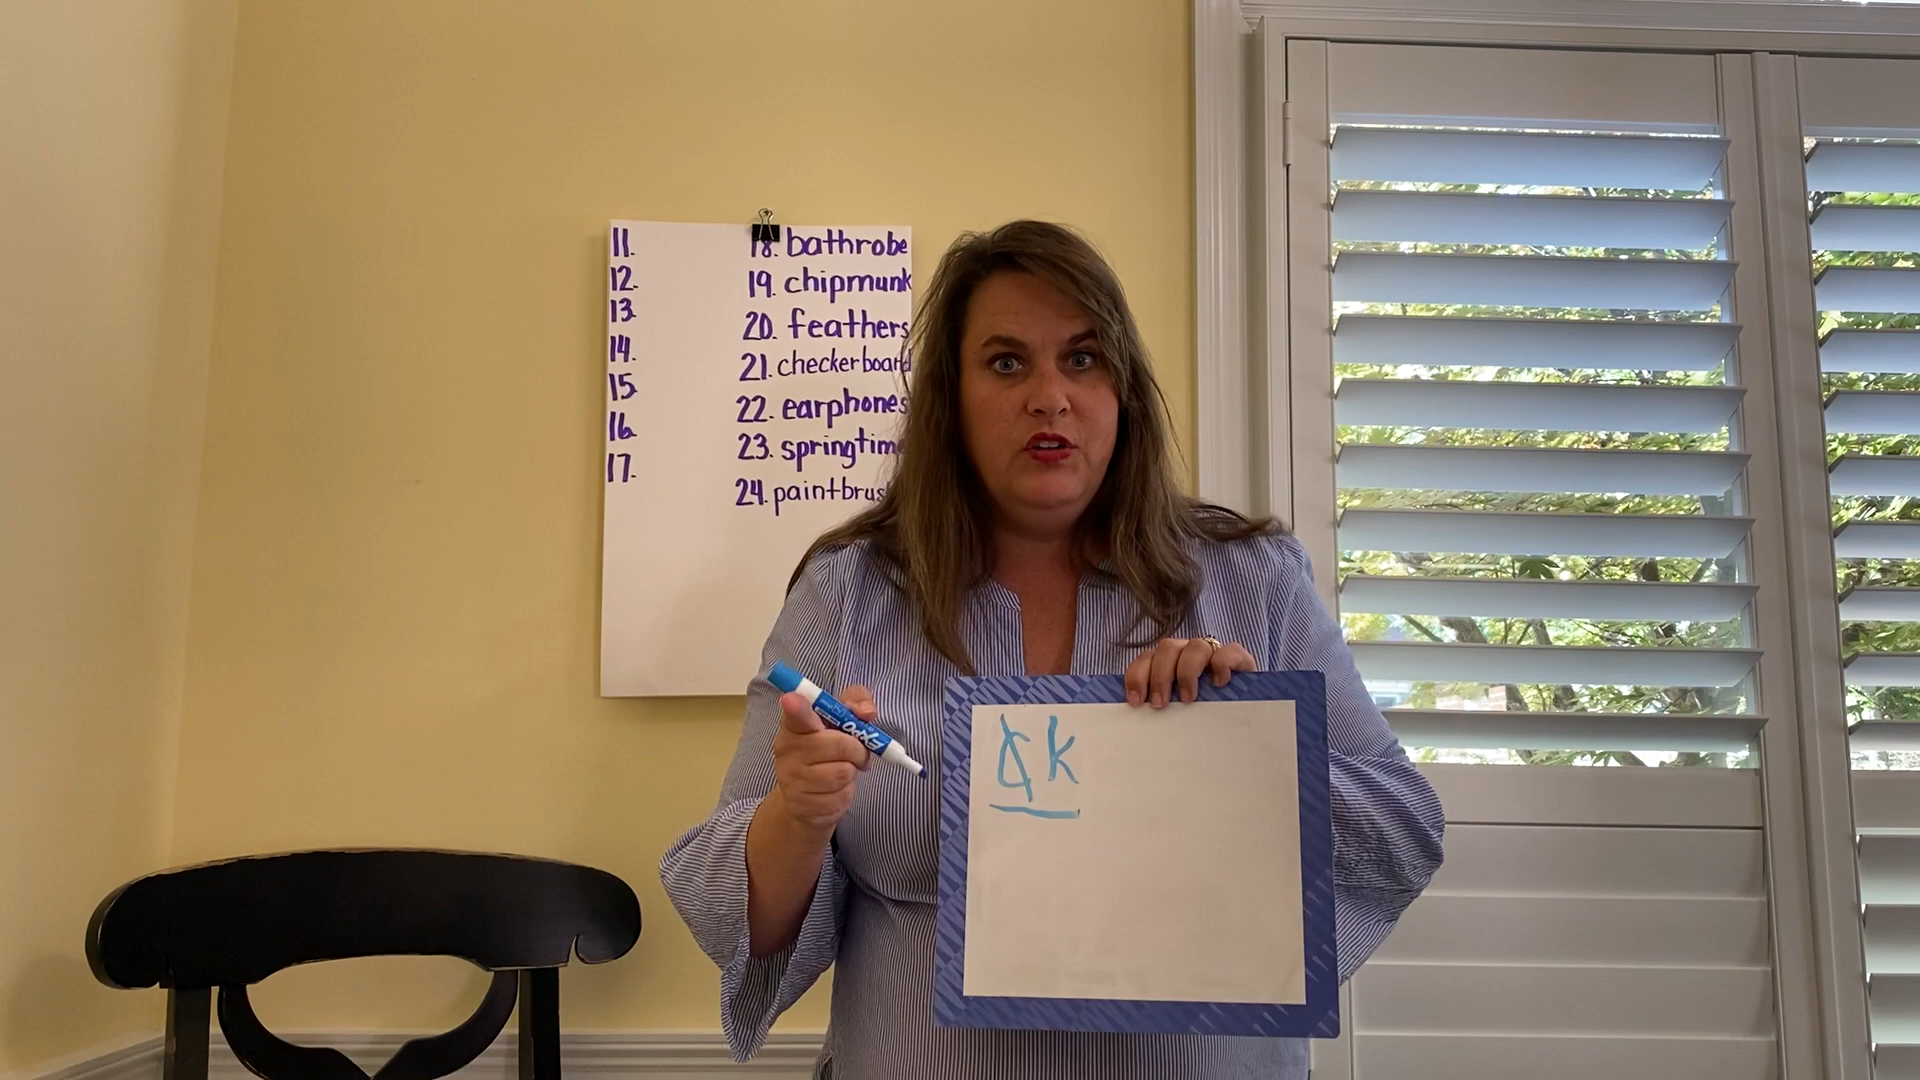 11.
12.
13.
14.
15.
16.
17.
18. bathrobe
19. chipmunk
20. feathers
21. checkerboard
22. earphones
23. springtime
24. paintbrus
EXPO
k